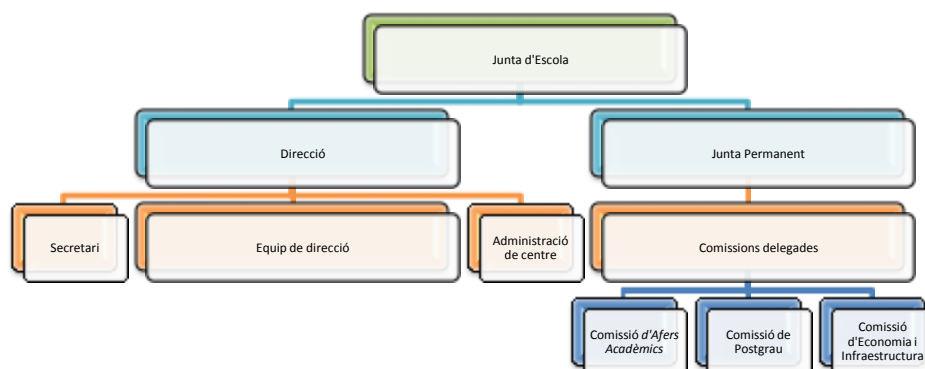 Junta d'Escola
Direcció
Junta Permanent
Secretari
Equip de direcció
Administració
de centre
Comissions delegades
Comissió d'Afers
Acadèmics
Comissió de
Postgrau
Comissió
d'Economia i
Infraestructura